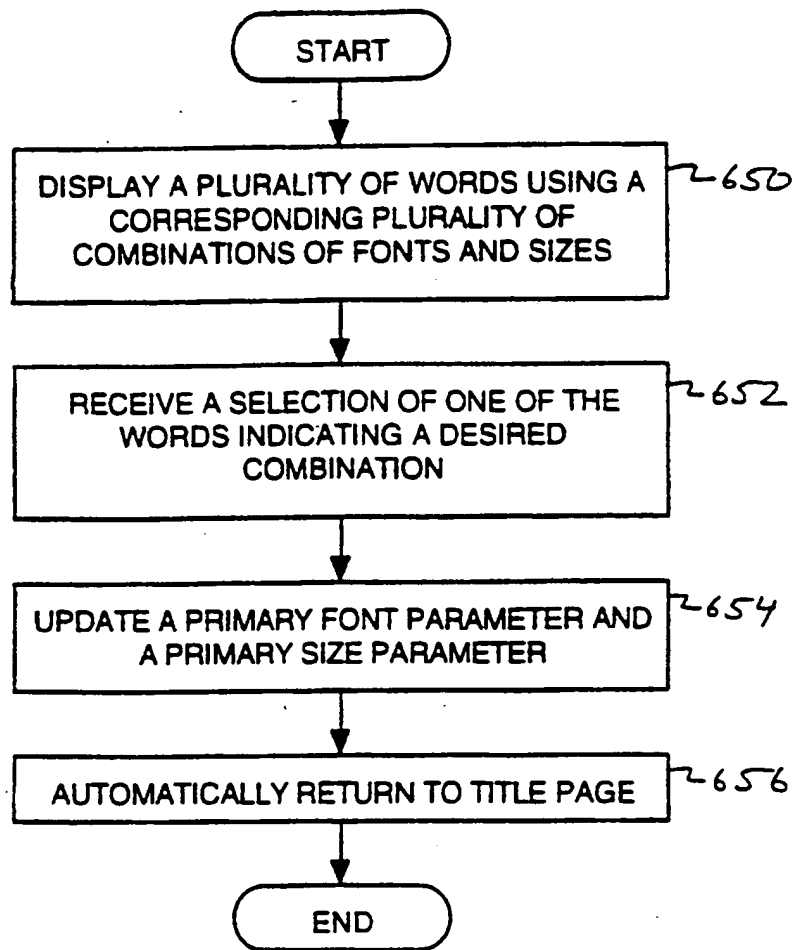 START
DISPLAY A PLURALITY OF WORDS USING A
CORRESPONDING PLURALITY OF
COMBINATIONS OF FONTS AND SIZES
650
RECEIVE A SELECTION OF ONE OF THE
WORDS INDICATING A DESIRED
COMBINATION
652
UPDATE A PRIMARY FONT PARAMETER AND
A PRIMARY SIZE PARAMETER
654
AUTOMATICALLY RETURN TO TITLE PAGE
656
END